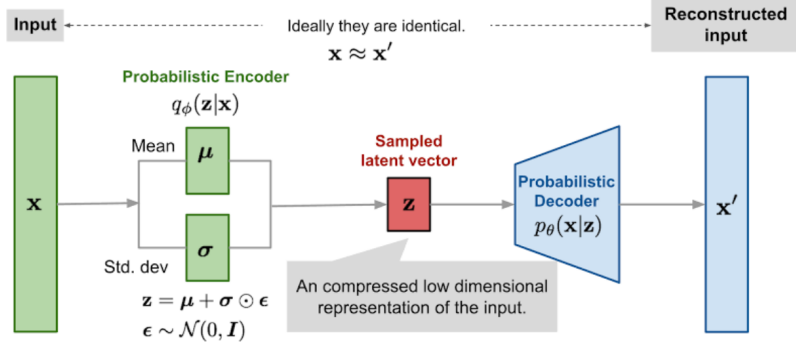 Input
Ideally they are identical.
x ≈ x′
Reconstructed
input
Probabilistic Encoder
qϕ(z|x)
Mean
μ
Sampled
latent vector
x
z
Probabilistic
Decoder
pθ(x|z)
x′
σ
Std. dev
An compressed low dimensional
representation of the input.
z = μ + σ ⊙ ϵ
ϵ ∼ 𝒩(0, I)